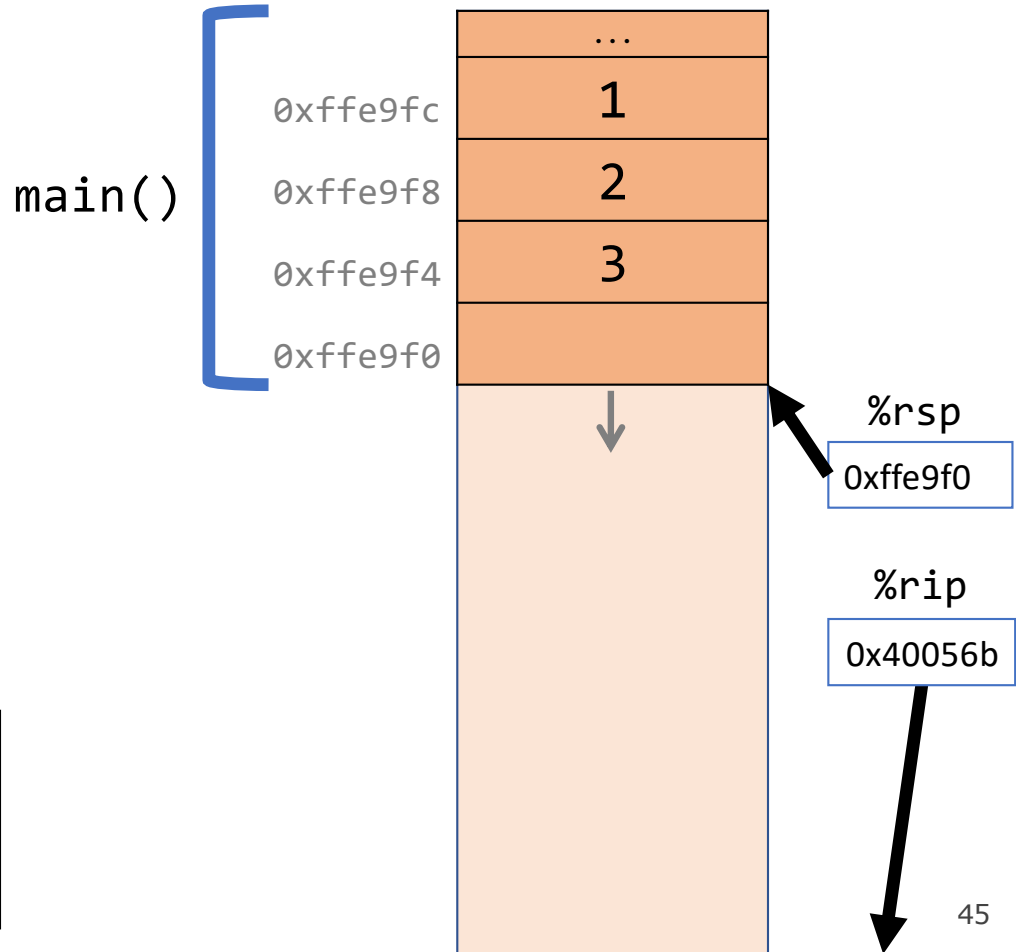 ...
0xffe9fc 1
main()
0xffe9f8 2
0xffe9f4 3
0xffe9f0
%rsp
0xffe9f0
%rip
0x40056b
45